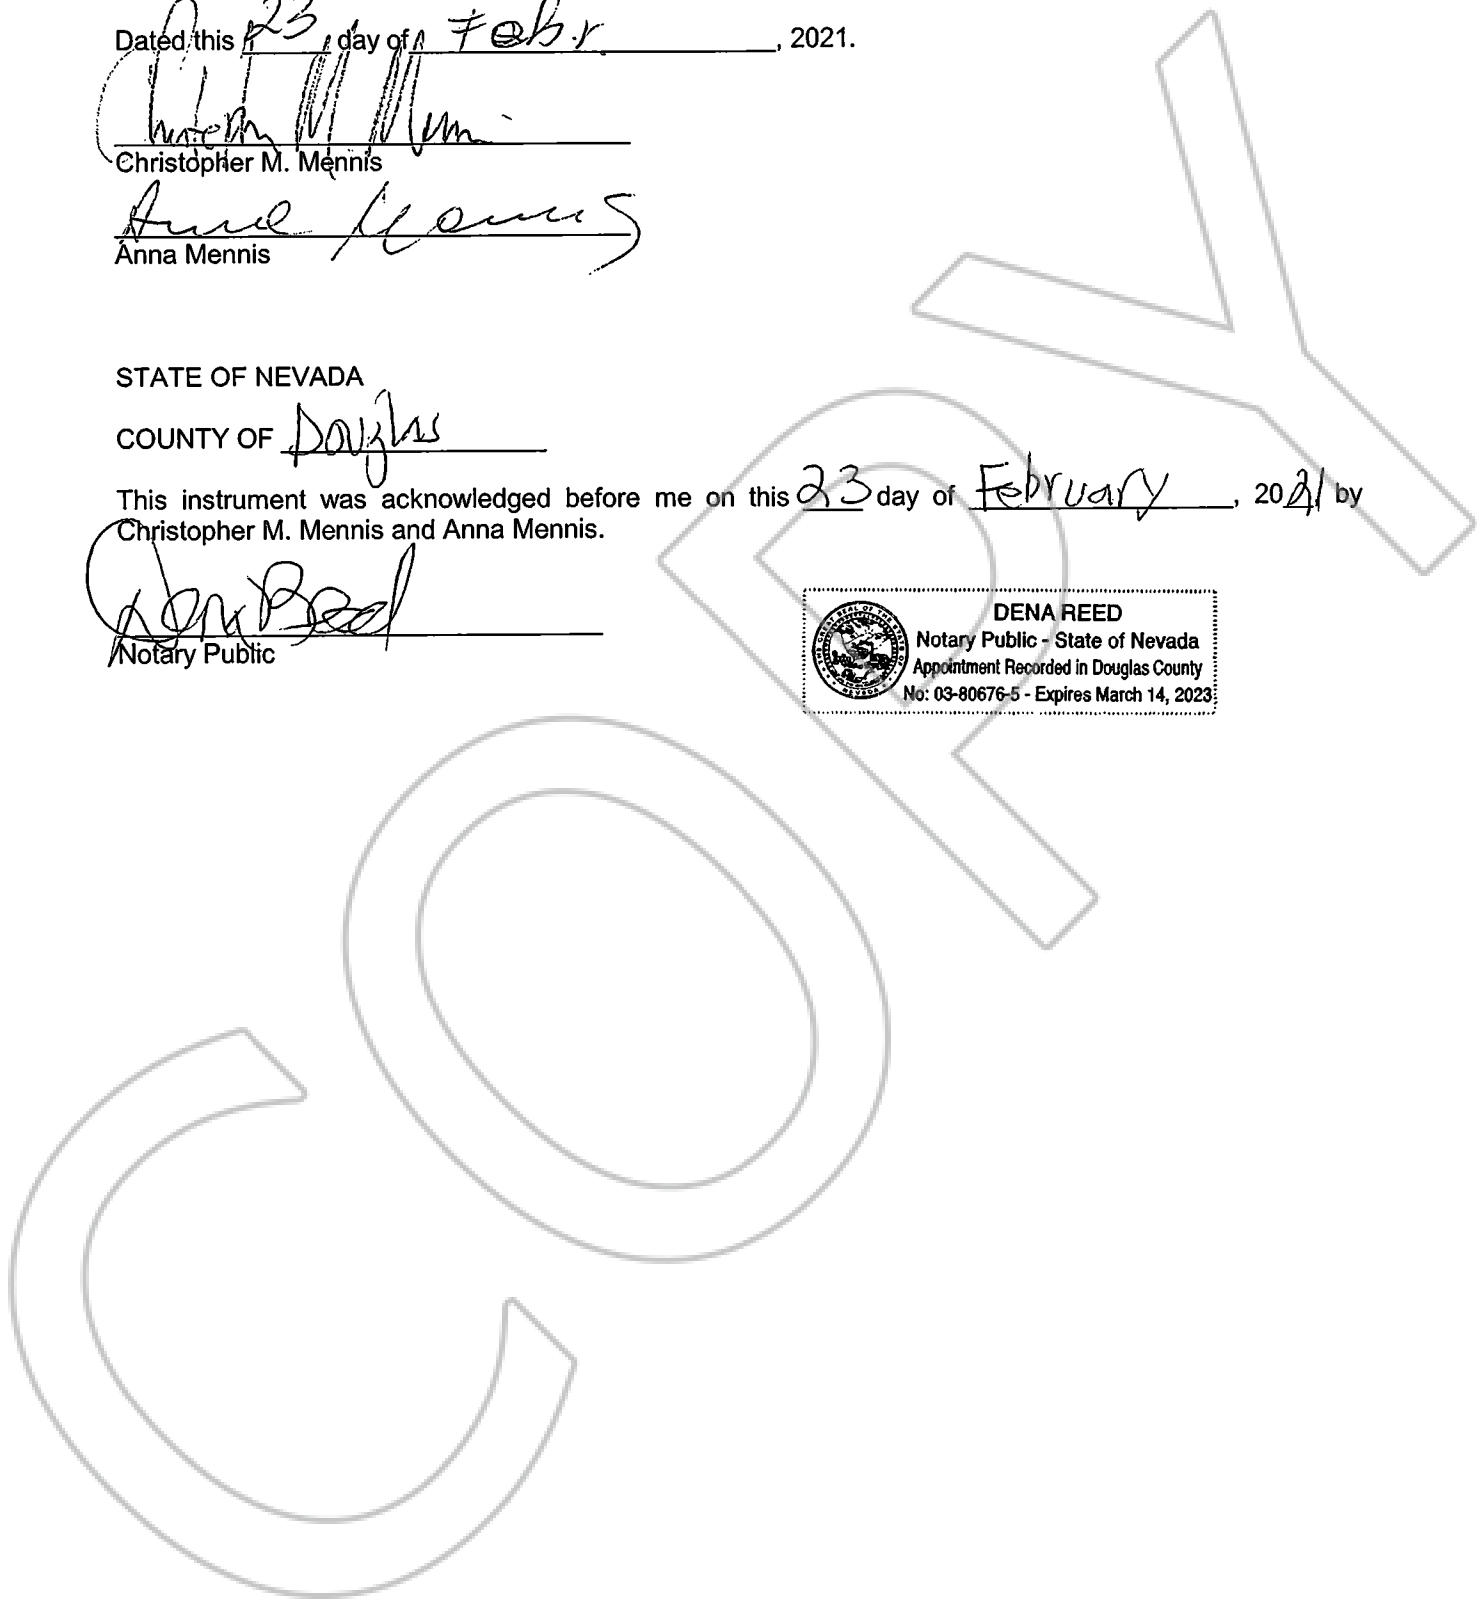 Dated this 23 day of Febr, 2021.
Christopher M. Mennis
Anna Mennis
STATE OF NEVADA
COUNTY OF Douglas
This instrument was acknowledged before me on this 23 day of February, 2021 by
Christopher M. Mennis and Anna Mennis.
Dena Reed
Notary Public
DENA REED
Notary Public - State of Nevada
Appointment Recorded in Douglas County
No: 03-80676-5 - Expires March 14, 2023
COPY